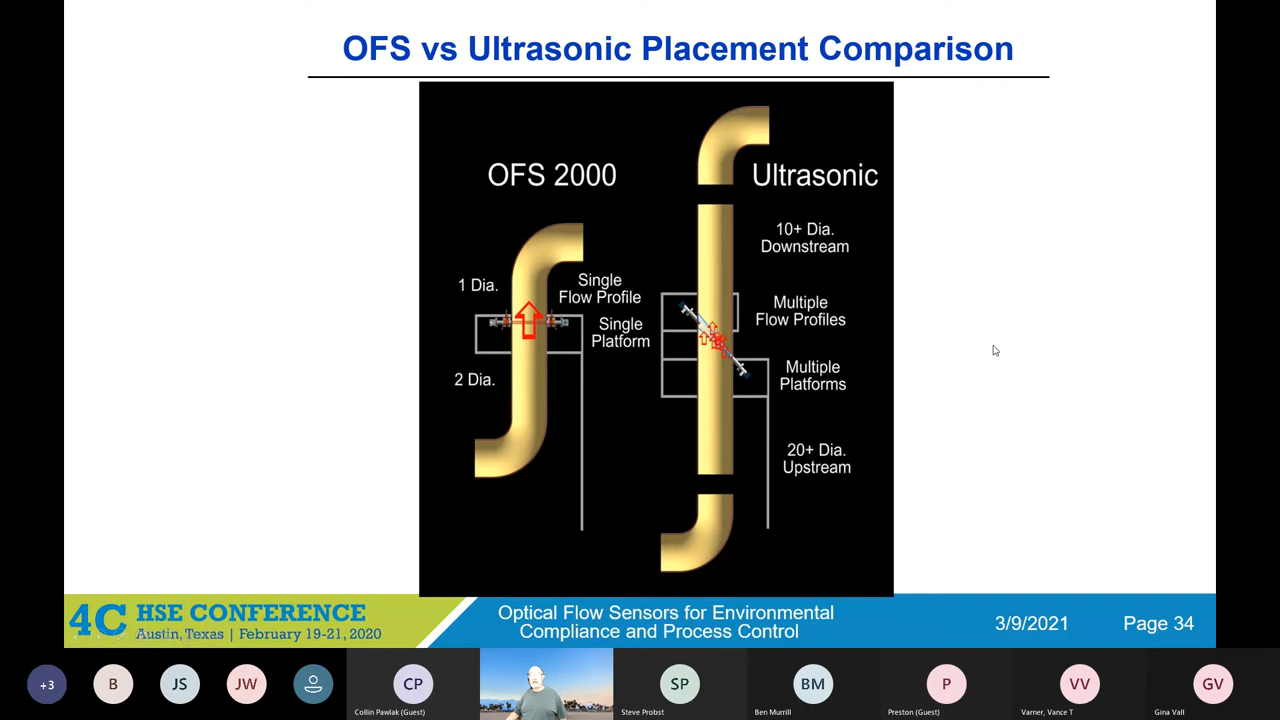 OFS vs Ultrasonic Placement Comparison
OFS 2000
Ultrasonic
1 Dia.
Single
Flow Profile
Single
Platform
2 Dia.
10+ Dia.
Downstream
Multiple
Flow Profiles
Multiple
Platforms
20+ Dia.
Upstream
4C HSE CONFERENCE
Austin, Texas | February 19-21, 2020
Optical Flow Sensors for Environmental
Compliance and Process Control
3/9/2021
Page 34
+3
B
JS
JW
CP
Collin Pawlak (Guest)
SP
Steve Probst
BM
Ben Murrill
P
Preston (Guest)
VV
Varner, Vance T
GV
Gina Vall